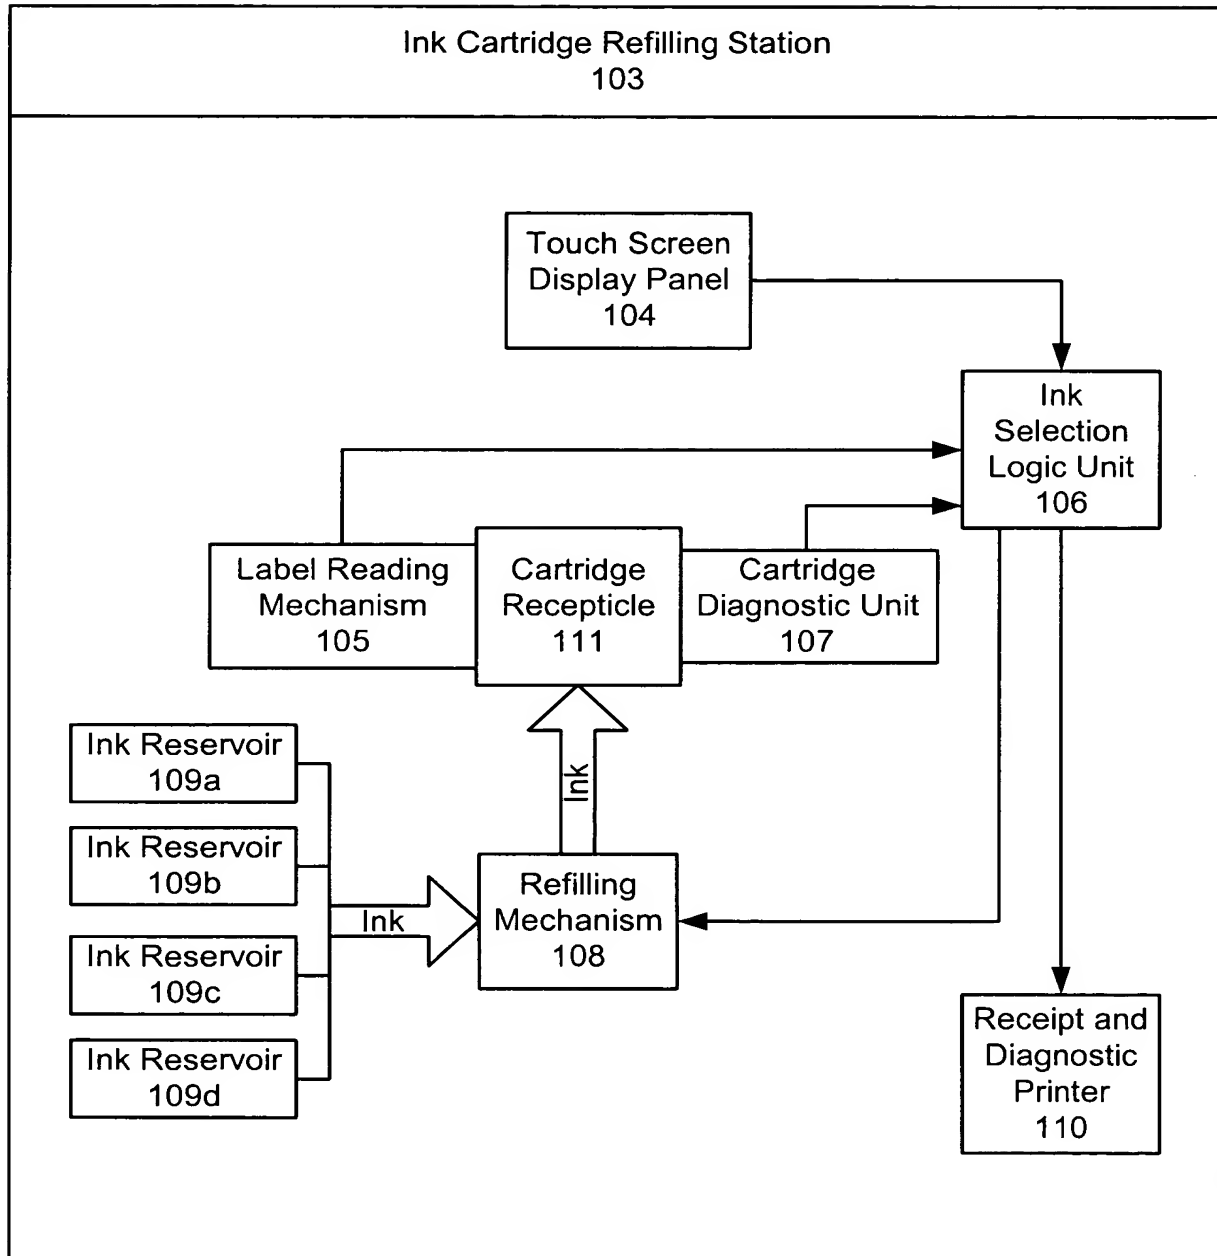 Ink Cartridge Refilling Station
103
Touch Screen
Display Panel
104
Ink
Selection
Logic Unit
106
Label Reading
Mechanism
105
Cartridge
Recepticle
111
Cartridge
Diagnostic Unit
107
Ink Reservoir
109a
Ink Reservoir
109b
Ink Reservoir
109c
Ink Reservoir
109d
Ink
Ink
Refilling
Mechanism
108
Receipt and
Diagnostic
Printer
110